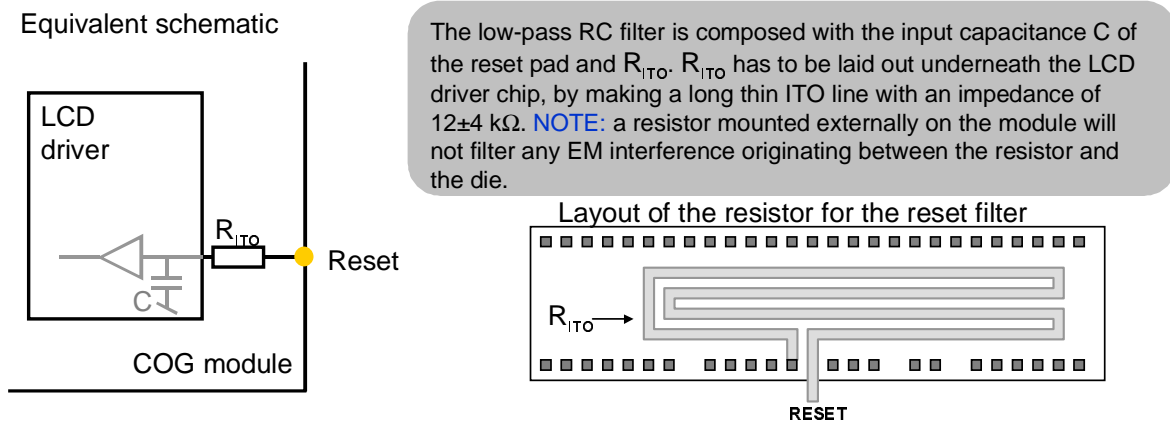 Equivalent schematic
The low-pass RC filter is composed with the input capacitance C of
the reset pad and RITO. RITO has to be laid out underneath the LCD
driver chip, by making a long thin ITO line with an impedance of
12±4 kΩ. NOTE: a resistor mounted externally on the module will
not filter any EM interference originating between the resistor and
the die.
LCD
driver
RITO
Reset
C
COG module
Layout of the resistor for the reset filter
RITO
RESET